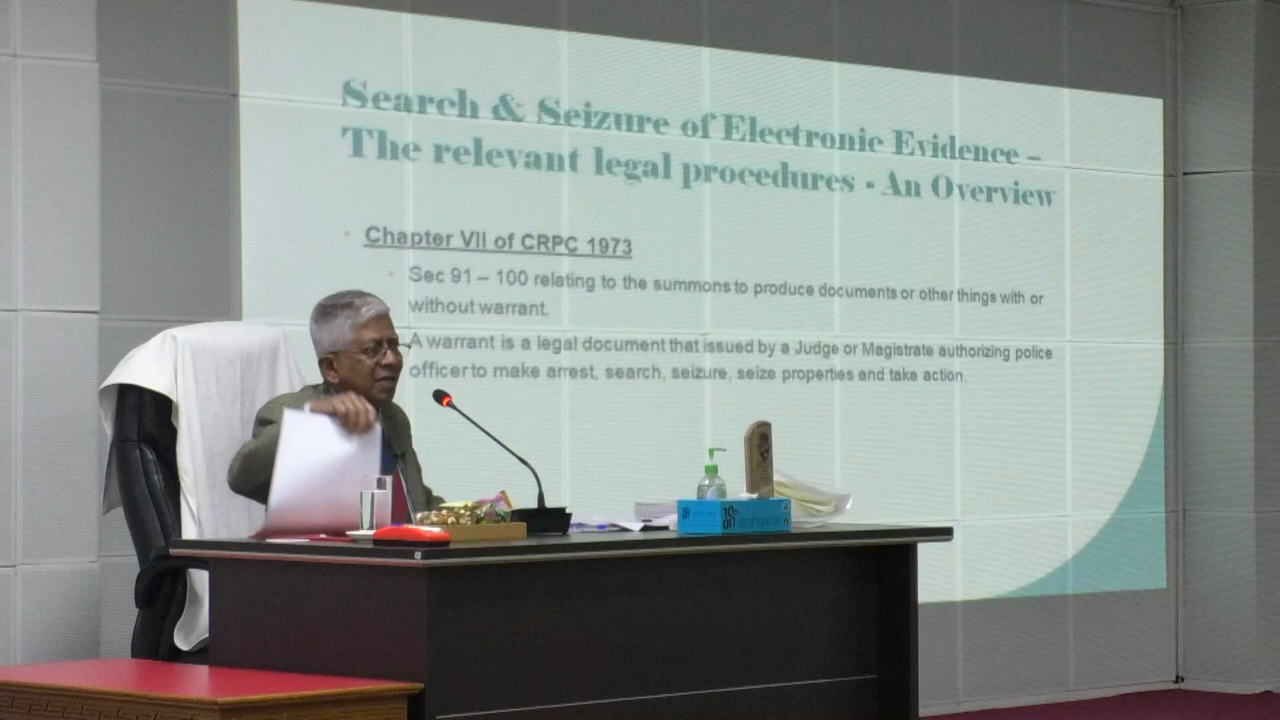 Search & Seizure of Electronic Evidence –
The relevant legal procedures - An Overview
Chapter VII of CRPC 1973
Sec 91 – 100 relating to the summons to produce documents or other things with or
without warrant,
A warrant is a legal document that issued by a Judge or Magistrate authorizing police
officer to make arrest, search, seizure, seize properties and take action.